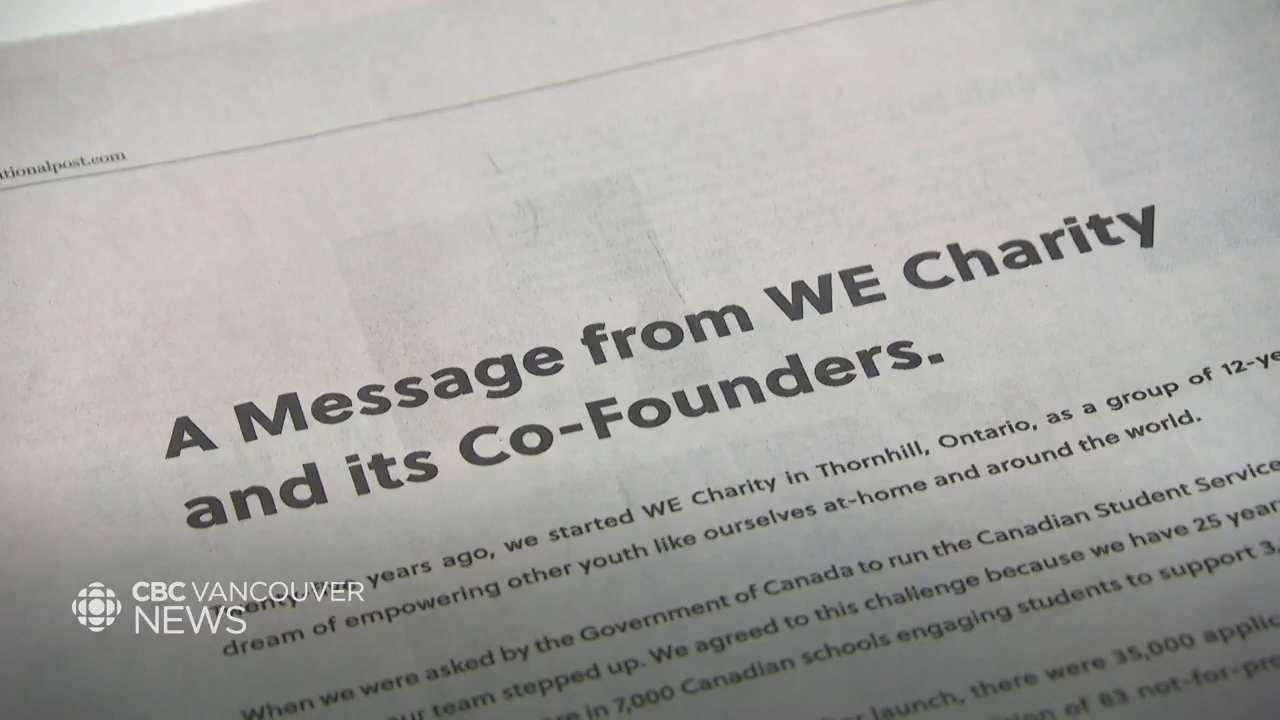 ationalpost.com
A Message from WE Charity
and its Co-Founders.
years ago, we started WE Charity in Thornhill, Ontario, as a group of 12-ye
dream of empowering other youth like ourselves at-home and around the world.
When we were asked by the Government of Canada to run the Canadian Student Service
our team stepped up. We agreed to this challenge because we have 25 year
in 7,000 Canadian schools engaging students to support 3,
launch, there were 35,000 applic
of 83 not-for-pro
CBC VANCOUVER
NEWS